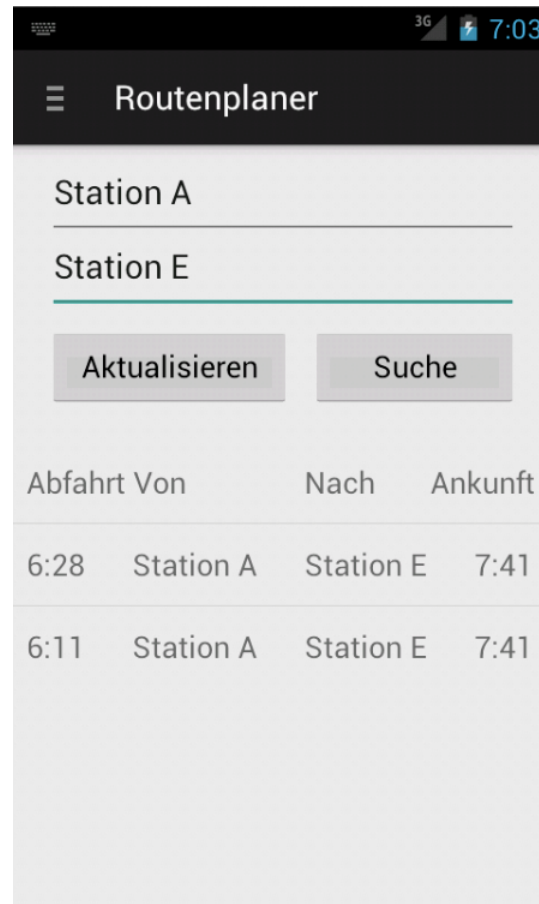 3G 7:03
Routenplaner
Station A
Station E
Aktualisieren Suche
Abfahrt Von Nach Ankunft
6:28 Station A Station E 7:41
6:11 Station A Station E 7:41